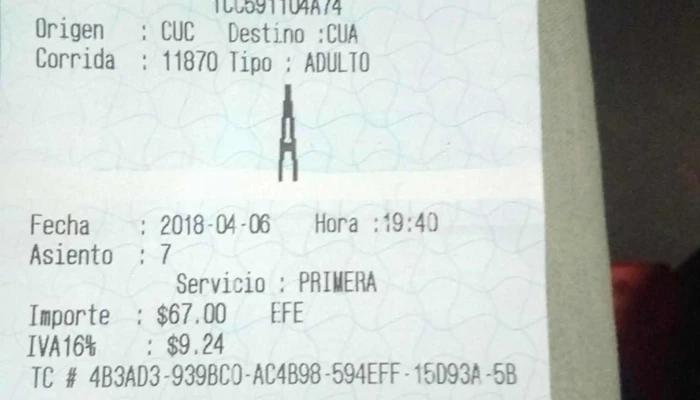 TCC591104A74
Origen : CUC Destino :CUA
Corrida : 11870 Tipo : ADULTO
A
Fecha : 2018-04-06 Hora :19:40
Asiento : 7
Servicio : PRIMERA
Importe : $67.00 EFE
IVA16% : $9.24
TC # 4B3AD3-939BC0-AC4B98-594EFF-15D93A-5B